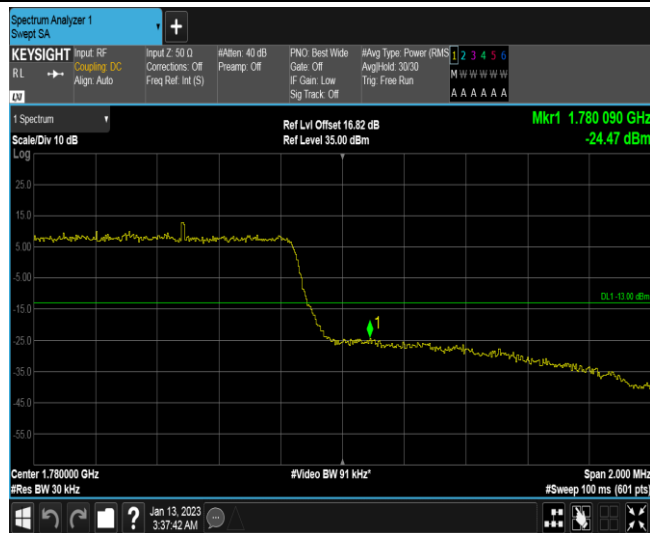 Spectrum Analyzer 1
Swept SA
+
KEYSIGHT
RL
LXI
Input: RF
Coupling: DC
Align: Auto
Input Z: 50 Ω
Corrections: Off
Freq Ref: Int (S)
#Atten: 40 dB
Preamp: Off
PNO: Best Wide
Gate: Off
IF Gain: Low
Sig Track: Off
#Avg Type: Power (RMS
Avg|Hold: 30/30
Trig: Free Run
1 2 3 4 5 6
M W W W W W
A A A A A A
1 Spectrum
Scale/Div 10 dB
Log
Ref Lvl Offset 16.82 dB
Ref Level 35.00 dBm
Mkr1 1.780 090 GHz
-24.47 dBm
25.0
15.0
5.00
-5.00
-15.0
-25.0
-35.0
-45.0
-55.0
DL1 -13.00 dBm
1
Center 1.780000 GHz
#Res BW 30 kHz
#Video BW 91 kHz*
Span 2.000 MHz
#Sweep 100 ms (601 pts)
?
Jan 13, 2023
3:37:42 AM